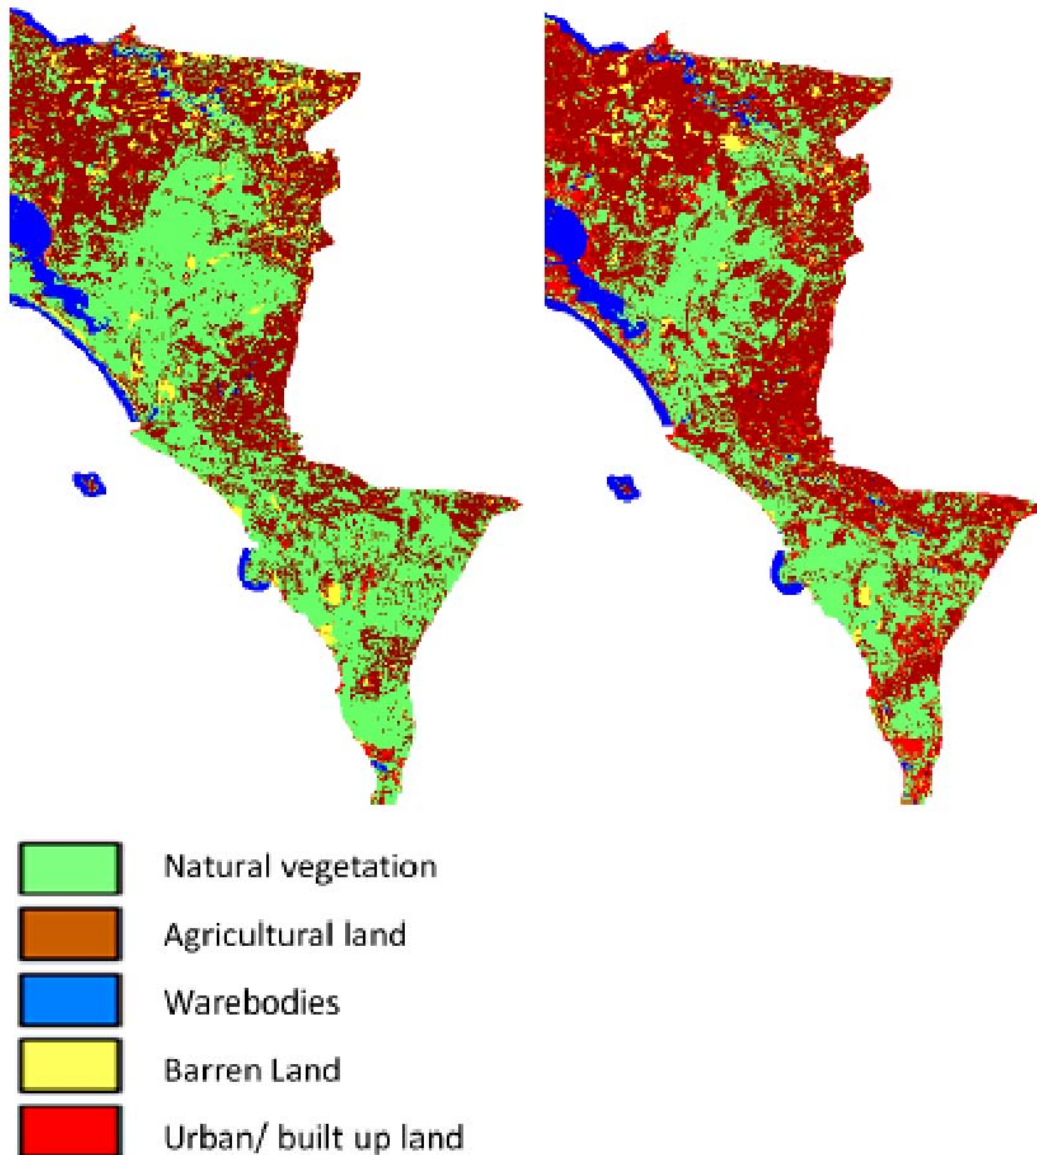 Natural vegetation
Agricultural land
Warebodies
Barren Land
Urban/ built up land